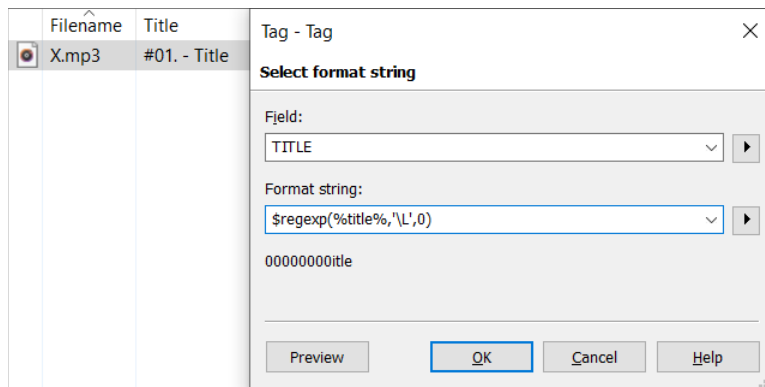 Filename Title
X.mp3 #01. - Title
Tag - Tag
Select format string
Field:
TITLE
Format string:
$regexp(%title%,'\L',0)
00000000itle
Preview OK Cancel Help